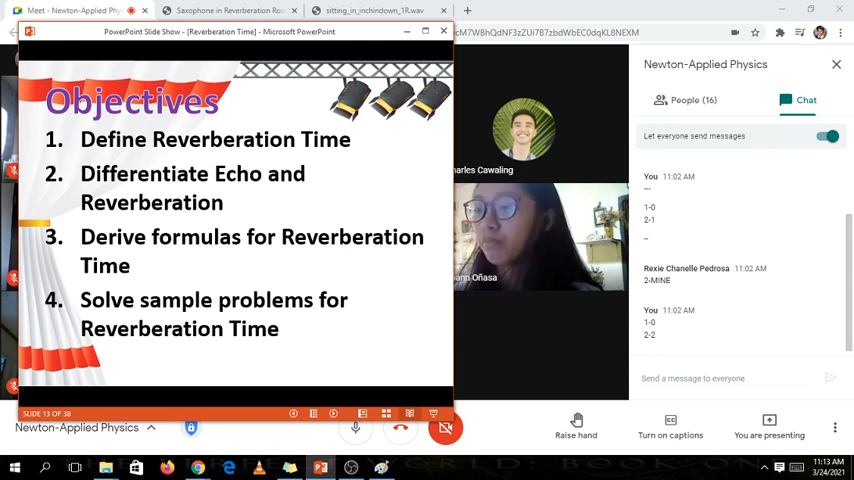 Meet - Newton-Applied Phys
Saxophone in Reverberation Roo
sitting_in_inchindown_1R.wav
PowerPoint Slide Show - [Reverberation Time] - Microsoft PowerPoint
cM7WBhQdNF3zZUi7B7zbdWbEC0dqKL8NEXM
Objectives
1. Define Reverberation Time
2. Differentiate Echo and
Reverberation
3. Derive formulas for Reverberation
Time
4. Solve sample problems for
Reverberation Time
SLIDE 13 OF 38
harles Cawaling
ann Oñasa
Newton-Applied Physics
People (16)
Chat
Let everyone send messages
You 11:02 AM
---
1-0
2-1
--
Rexie Chanelle Pedrosa 11:02 AM
2-MINE
You 11:02 AM
1-0
2-2
Send a message to everyone
Newton-Applied Physics
Raise hand
Turn on captions
You are presenting
11:13 AM
3/24/2021